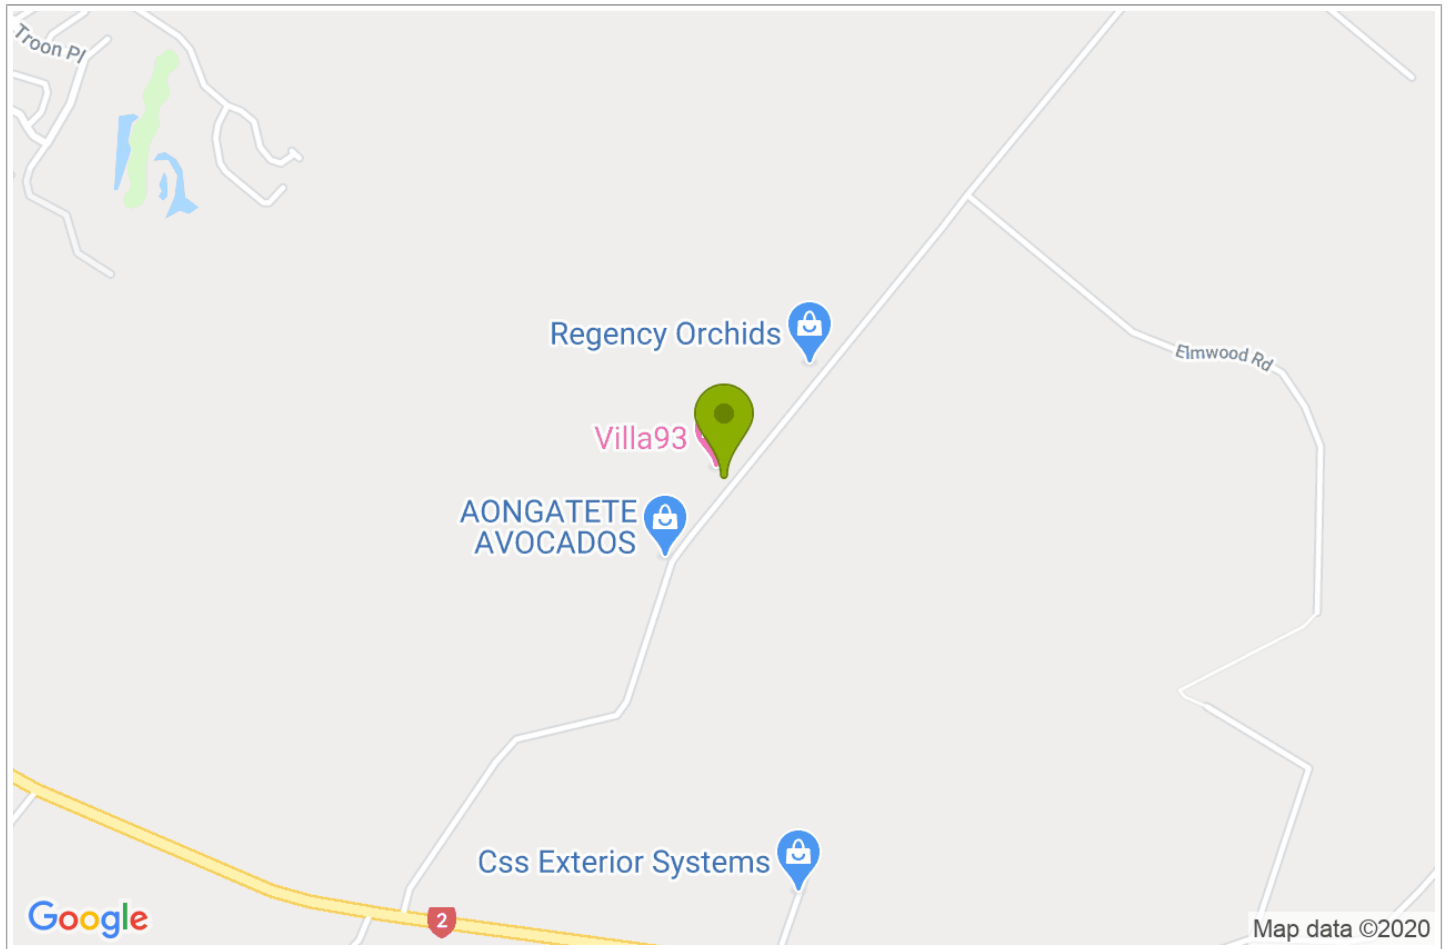 Troon Pl
Regency Orchids
Elmwood Rd
Villa93
AONGATETE
AVOCADOS
Css Exterior Systems
2
Google
Map data ©2020